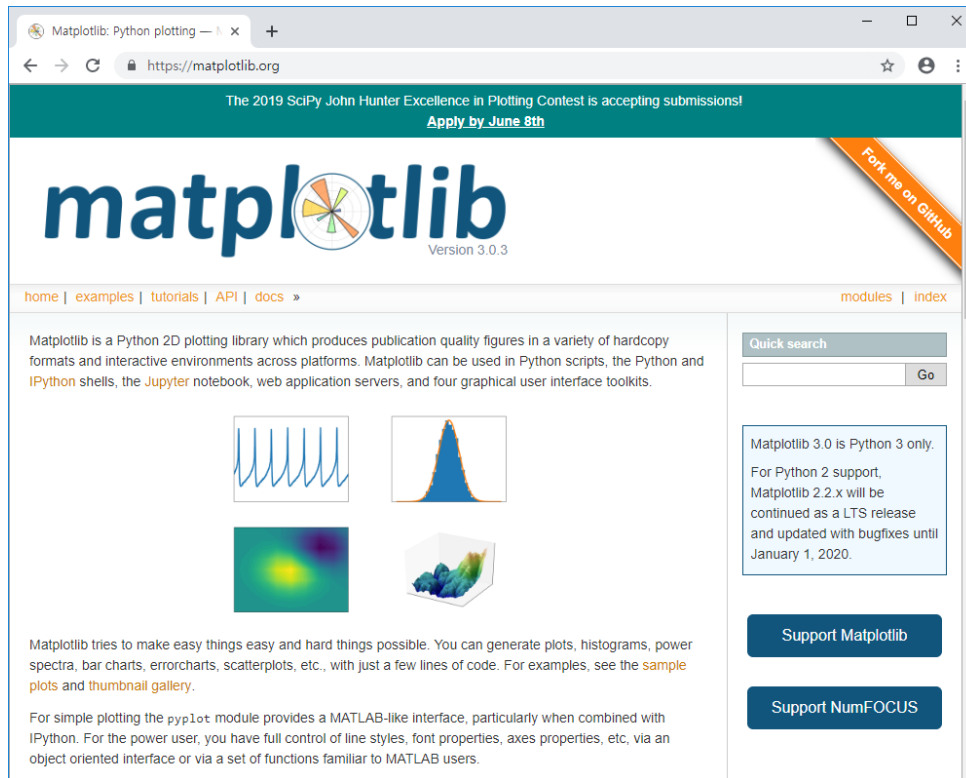 Matplotlib: Python plotting —
https://matplotlib.org
The 2019 SciPy John Hunter Excellence in Plotting Contest is accepting submissions!
Apply by June 8th
Fork me on GitHub
matplotlib
Version 3.0.3
home | examples | tutorials | API | docs »
modules | index
Matplotlib is a Python 2D plotting library which produces publication quality figures in a variety of hardcopy
formats and interactive environments across platforms. Matplotlib can be used in Python scripts, the Python and
IPython shells, the Jupyter notebook, web application servers, and four graphical user interface toolkits.
Matplotlib tries to make easy things easy and hard things possible. You can generate plots, histograms, power
spectra, bar charts, errorcharts, scatterplots, etc., with just a few lines of code. For examples, see the sample
plots and thumbnail gallery.
For simple plotting the pyplot module provides a MATLAB-like interface, particularly when combined with
IPython. For the power user, you have full control of line styles, font properties, axes properties, etc, via an
object oriented interface or via a set of functions familiar to MATLAB users.
Quick search
Go
Matplotlib 3.0 is Python 3 only.
For Python 2 support,
Matplotlib 2.2.x will be
continued as a LTS release
and updated with bugfixes until
January 1, 2020.
Support Matplotlib
Support NumFOCUS